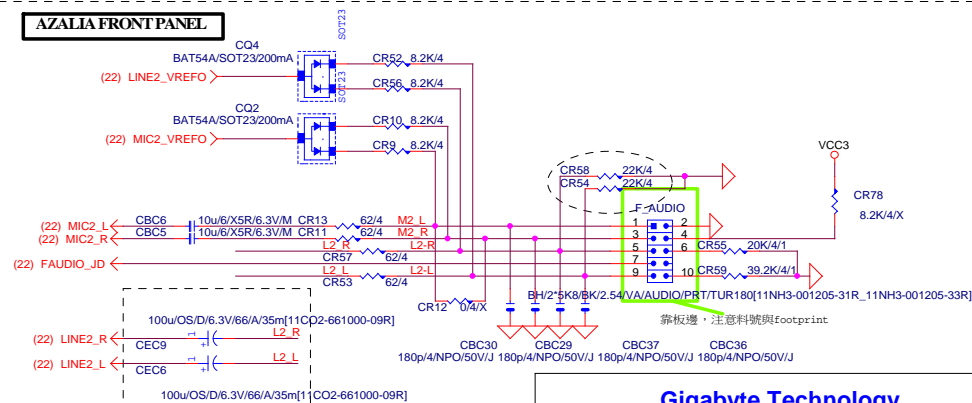 AZALIA FRONT PANEL
SOT23
CQ4
BAT54A/SOT23/200mA
CR52 8.2K/4
(22) LINE2_VREFO
SOT23
CR56 8.2K/4
CQ2
BAT54A/SOT23/200mA
CR10 8.2K/4
(22) MIC2_VREFO
CR9 8.2K/4
VCC3
CR58 22K/4
CR54 22K/4
CR78
8.2K/4/X
F_AUDIO
(22) MIC2_L CBC6 10u/6/X5R/6.3V/M CR13 62/4 M2_L
1 2
(22) MIC2_R CBC5 10u/6/X5R/6.3V/M CR11 62/4 M2_R
3 4
L2_R L2-R
5 6 CR55 20K/4/1
CR57 62/4
(22) FAUDIO_JD
7
L2_L L2-L
9 10 CR59 39.2K/4/1
CR53 62/4
CR12 0/4/X
BH/2*5K8/BK/2.54/VA/AUDIO/PRT/TUR180[11NH3-001205-31R_11NH3-001205-33R]
靠板邊，注意料號與footprint
100u/OS/D/6.3V/66/A/35m[11CO2-661000-09R]
(22) LINE2_R 1 + L2_R
CEC9
(22) LINE2_L 1 + L2_L
CEC6
100u/OS/D/6.3V/66/A/35m[11CO2-661000-09R]
CBC30 CBC29 CBC37 CBC36
180p/4/NPO/50V/J 180p/4/NPO/50V/J 180p/4/NPO/50V/J 180p/4/NPO/50V/J
Gigabyte Technology